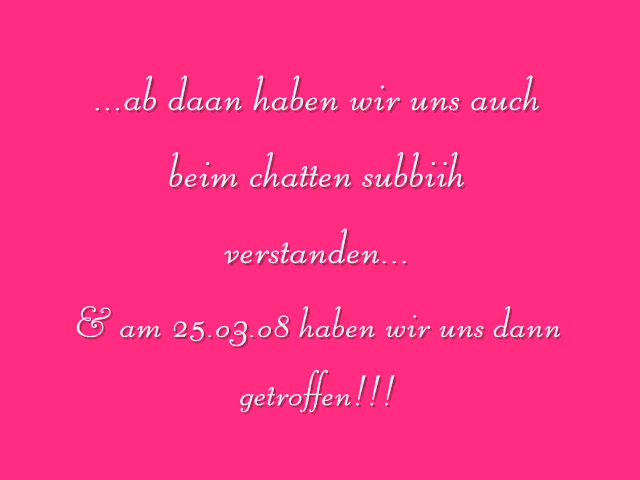 ...ab daan haben wir uns auch
beim chatten subbiih
verstanden...
& am 25.03.08 haben wir uns dann
getroffen!!!